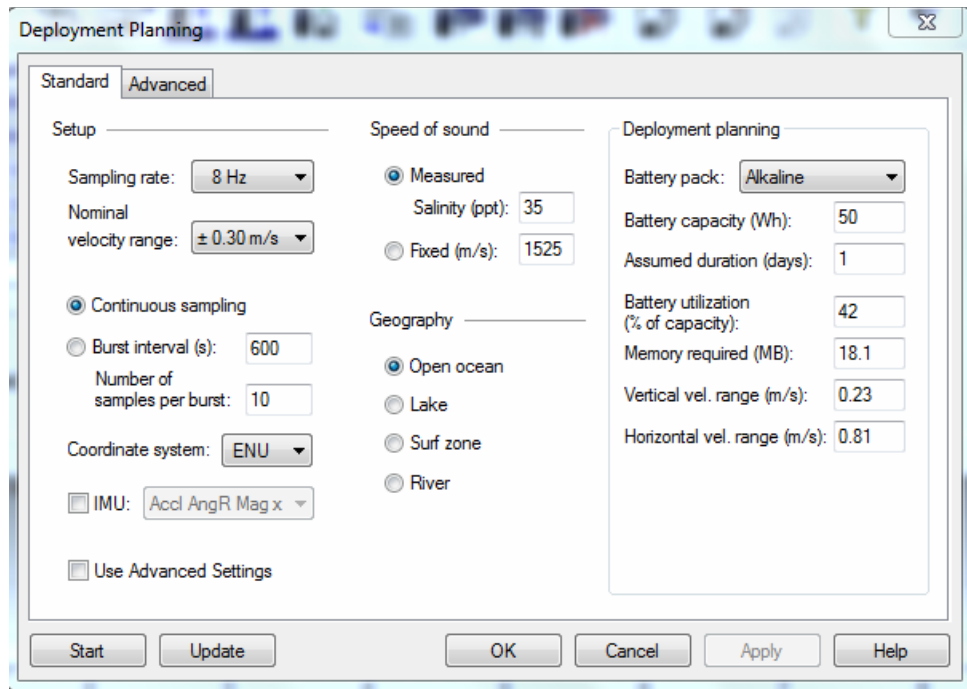 Deployment Planning
Standard
Advanced
Setup
Sampling rate: 8 Hz
Nominal
velocity range: ± 0.30 m/s
Continuous sampling
Burst interval (s): 600
Number of
samples per burst: 10
Coordinate system: ENU
IMU: Accl AngR Mag x
Use Advanced Settings
Speed of sound
Measured
Salinity (ppt): 35
Fixed (m/s): 1525
Geography
Open ocean
Lake
Surf zone
River
Deployment planning
Battery pack: Alkaline
Battery capacity (Wh): 50
Assumed duration (days): 1
Battery utilization
(% of capacity): 42
Memory required (MB): 18.1
Vertical vel. range (m/s): 0.23
Horizontal vel. range (m/s): 0.81
Start
Update
OK
Cancel
Apply
Help